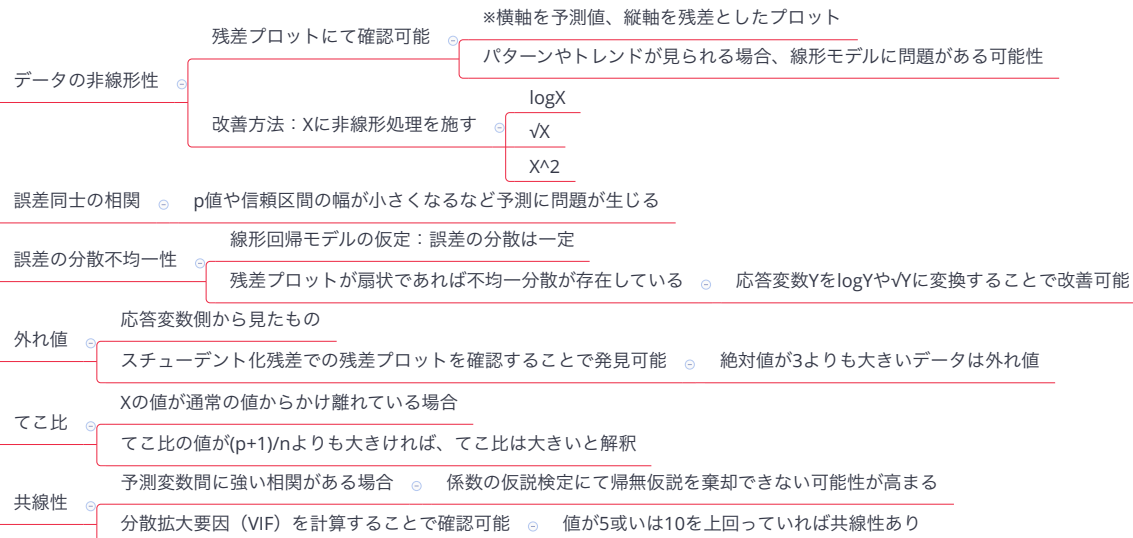 ※横軸を予測値、縦軸を残差としたプロット
残差プロットにて確認可能
パターンやトレンドが見られる場合、線形モデルに問題がある可能性
データの非線形性
logX
改善方法：Xに非線形処理を施す
√X
X^2
誤差同士の相関
p値や信頼区間の幅が小さくなるなど予測に問題が生じる
線形回帰モデルの仮定：誤差の分散は一定
誤差の分散不均一性
残差プロットが扇状であれば不均一分散が存在している
応答変数YをlogYや√Yに変換することで改善可能
応答変数側から見たもの
外れ値
スチューデント化残差での残差プロットを確認することで発見可能
絶対値が3よりも大きいデータは外れ値
Xの値が通常の値からかけ離れている場合
てこ比
てこ比の値が(p+1)/nよりも大きければ、てこ比は大きいと解釈
予測変数間に強い相関がある場合
係数の仮説検定にて帰無仮説を棄却できない可能性が高まる
共線性
分散拡大要因（VIF）を計算することで確認可能
値が5或いは10を上回っていれば共線性あり